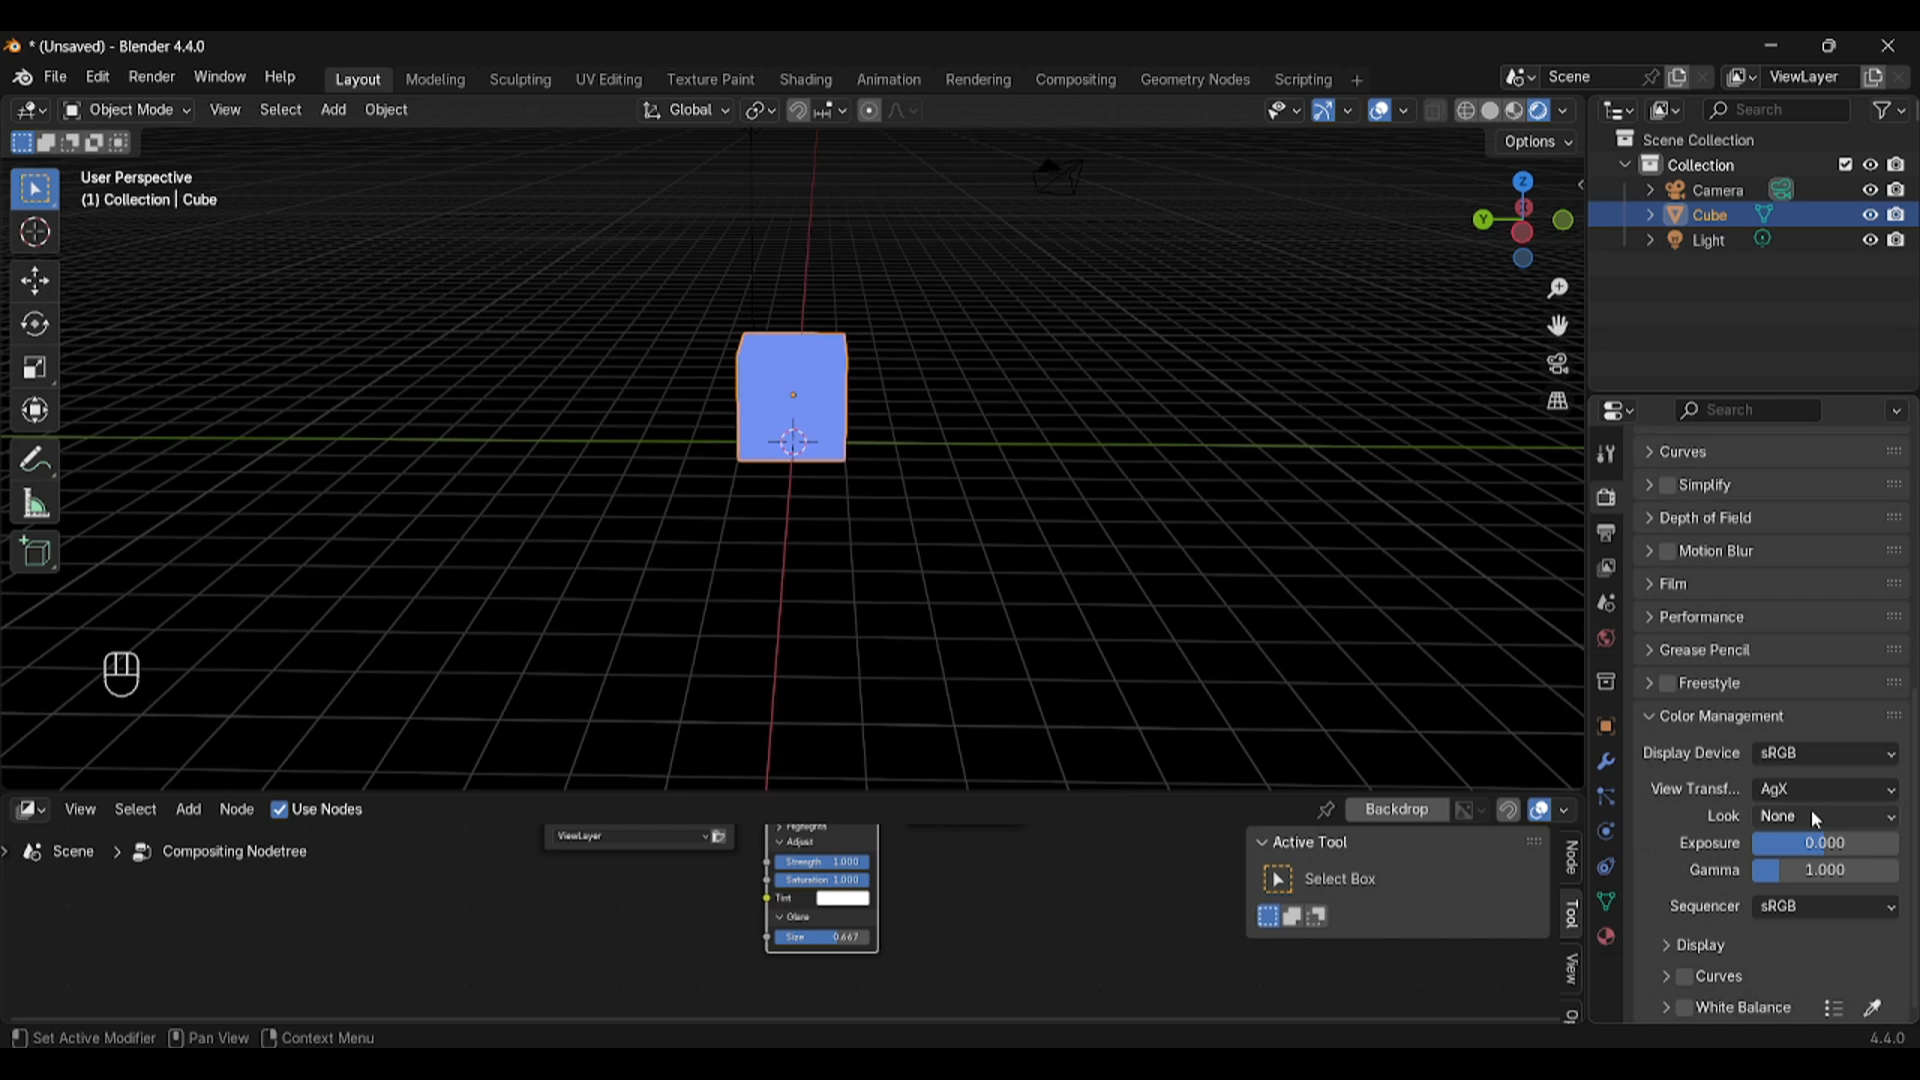 * (Unsaved) - Blender 4.4.0
File Edit Render Window Help
Layout Modeling Sculpting UV Editing Texture Paint Shading Animation Rendering Compositing Geometry Nodes Scripting +
Scene
ViewLayer
Object Mode View Select Add Object
Global
Search
Options
User Perspective
(1) Collection | Cube
Z
Y
Scene Collection
Collection
Camera
Cube
Light
Search
Curves
Simplify
Depth of Field
Motion Blur
Film
Performance
Grease Pencil
Freestyle
Color Management
Display Device sRGB
View Transf... AgX
Look None
Exposure 0.000
Gamma 1.000
Sequencer sRGB
Display
Curves
White Balance
View Select Add Node Use Nodes
Backdrop
Scene > Compositing Nodetree
ViewLayer
Highlights
Adjust
Strength 1.000
Saturation 1.000
Tint
Glare
Size 0.667
Active Tool
Select Box
Node
Tool
View
Op
Set Active Modifier Pan View Context Menu
4.4.0